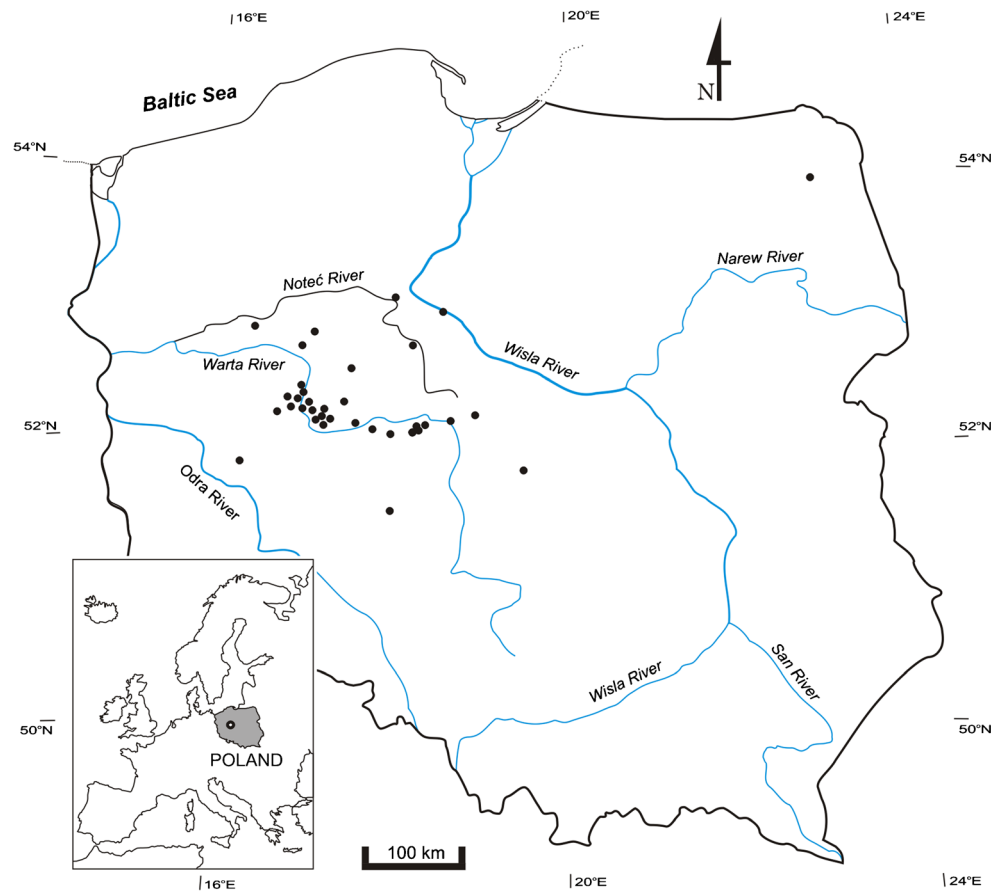 16°E
20°E
24°E
Baltic Sea
N
54°N
54°N
Narew River
Noteć River
Wisla River
Warta River
52°N
52°N
Odra River
San River
Wisla River
50°N
50°N
POLAND
100 km
16°E
20°E
24°E